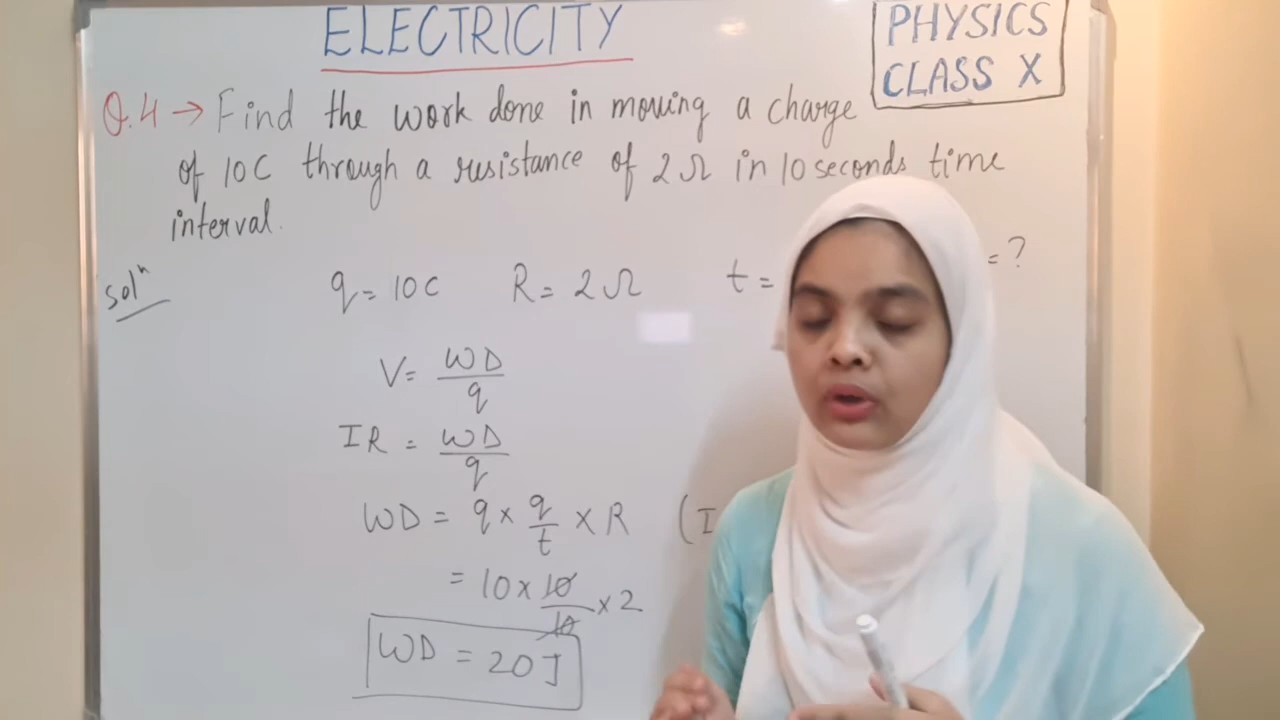 ELECTRICITY
PHYSICS
CLASS X
Q.4 → Find the work done in moving a charge
of 10C through a resistance of 2Ω in 10 seconds time
interval.
Solⁿ
q = 10C R = 2Ω t = = ?
V = WD/q
IR = WD/q
WD = q × q/t × R (I
= 10 × 10/10 × 2
WD = 20J